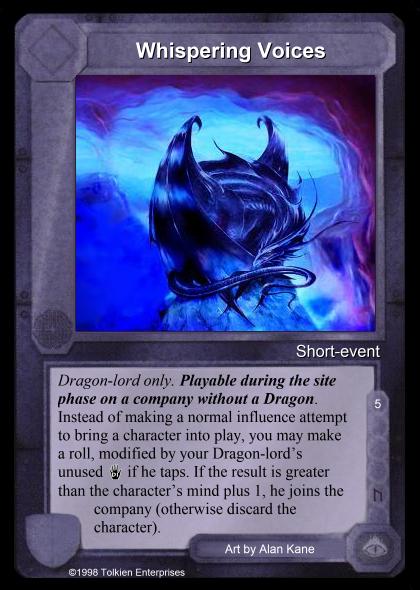 Whispering Voices
Short-event
Dragon-lord only. Playable during the site
phase on a company without a Dragon.
Instead of making a normal influence attempt
to bring a character into play, you may make
a roll, modified by your Dragon-lord's
unused if he taps. If the result is greater
than the character's mind plus 1, he joins the
company (otherwise discard the
character).
5
Art by Alan Kane
©1998 Tolkien Enterprises